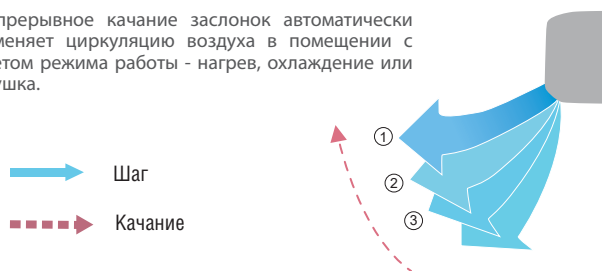 прерывное качание заслонок автоматически
меняет циркуляцию воздуха в помещении с
етом режима работы - нагрев, охлаждение или
ушка.
1
Шаг
2
3
Качание